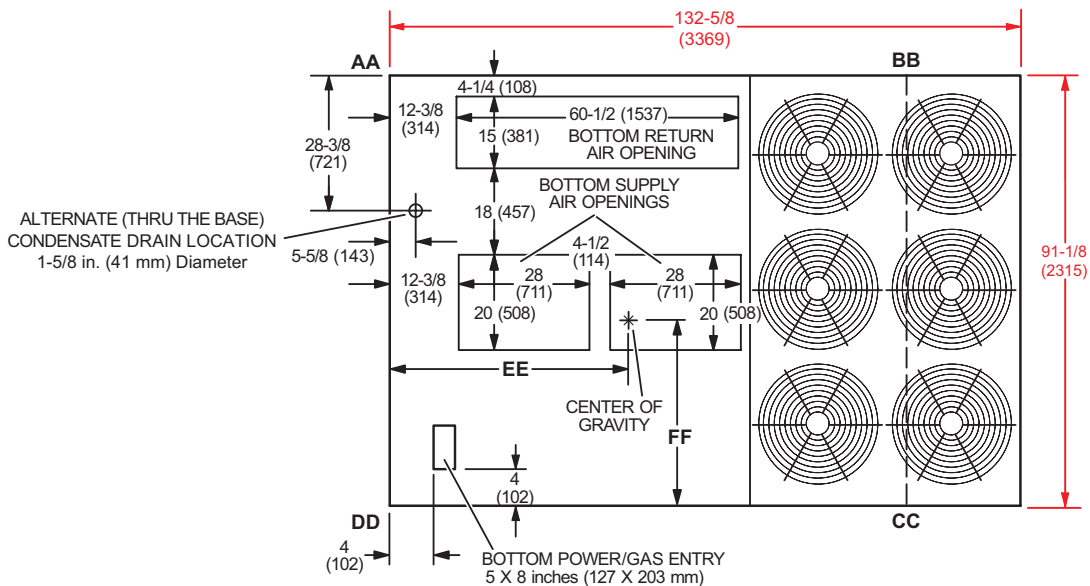 132-5/8
(3369)
AA
BB
4-1/4 (108)
12-3/8
(314)
60-1/2 (1537)
15 (381)
BOTTOM RETURN
AIR OPENING
28-3/8
(721)
BOTTOM SUPPLY
AIR OPENINGS
18 (457)
ALTERNATE (THRU THE BASE)
CONDENSATE DRAIN LOCATION
1-5/8 in. (41 mm) Diameter
5-5/8 (143)
4-1/2
(114)
91-1/8
(2315)
12-3/8
(314)
28
(711)
28
(711)
20 (508)
20 (508)
EE
CENTER OF
GRAVITY
FF
4
(102)
DD
CC
4
(102)
BOTTOM POWER/GAS ENTRY
5 X 8 inches (127 X 203 mm)